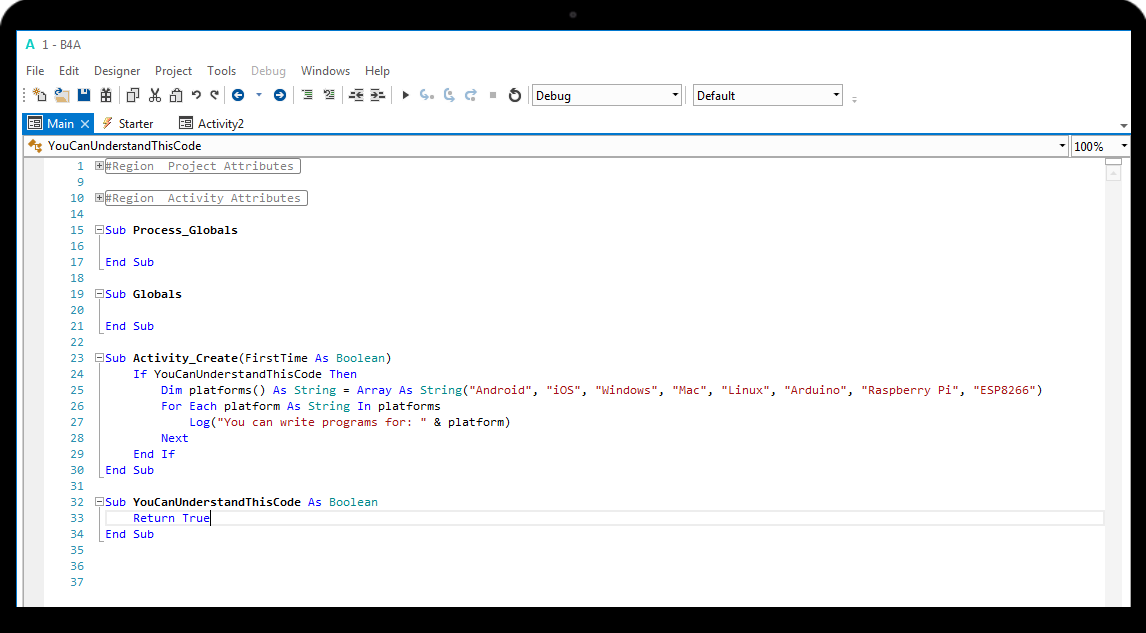 A 1 - B4A
File Edit Designer Project Tools Debug Windows Help
Debug Default
Main Starter Activity2
YouCanUnderstandThisCode 100%
1 #Region  Project Attributes
9
10 #Region  Activity Attributes
14
15 Sub Process_Globals
16
17 End Sub
18
19 Sub Globals
20
21 End Sub
22
23 Sub Activity_Create(FirstTime As Boolean)
24     If YouCanUnderstandThisCode Then
25         Dim platforms() As String = Array As String("Android", "iOS", "Windows", "Mac", "Linux", "Arduino", "Raspberry Pi", "ESP8266")
26         For Each platform As String In platforms
27             Log("You can write programs for: " & platform)
28         Next
29     End If
30 End Sub
31
32 Sub YouCanUnderstandThisCode As Boolean
33     Return True
34 End Sub
35
36
37